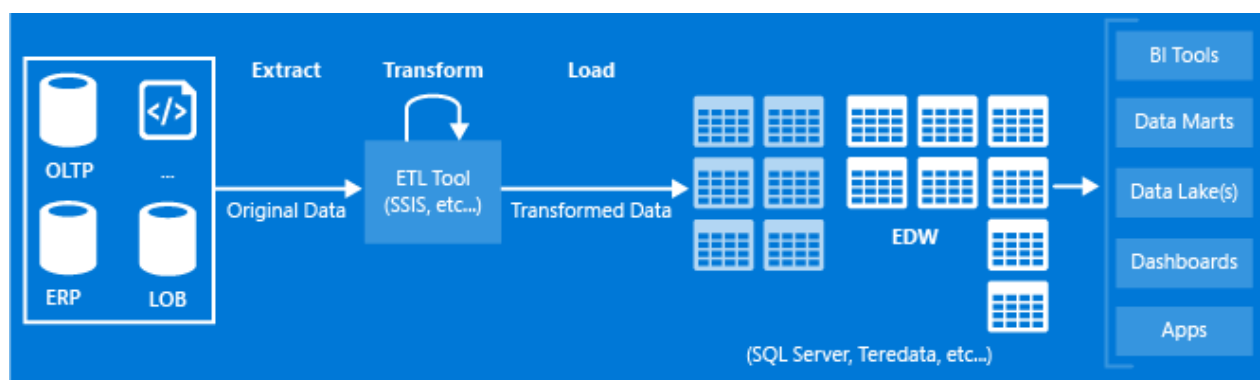 Extract
Transform
Load
</>
OLTP
...
ERP
LOB
Original Data
ETL Tool
(SSIS, etc...)
Transformed Data
EDW
(SQL Server, Teredata, etc...)
BI Tools
Data Marts
Data Lake(s)
Dashboards
Apps